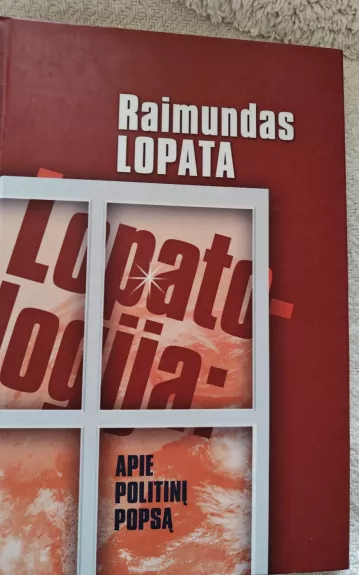 Raimundas
LOPATA
Lopato-
logija:
APIE
POLITINĮ
POPSĄ